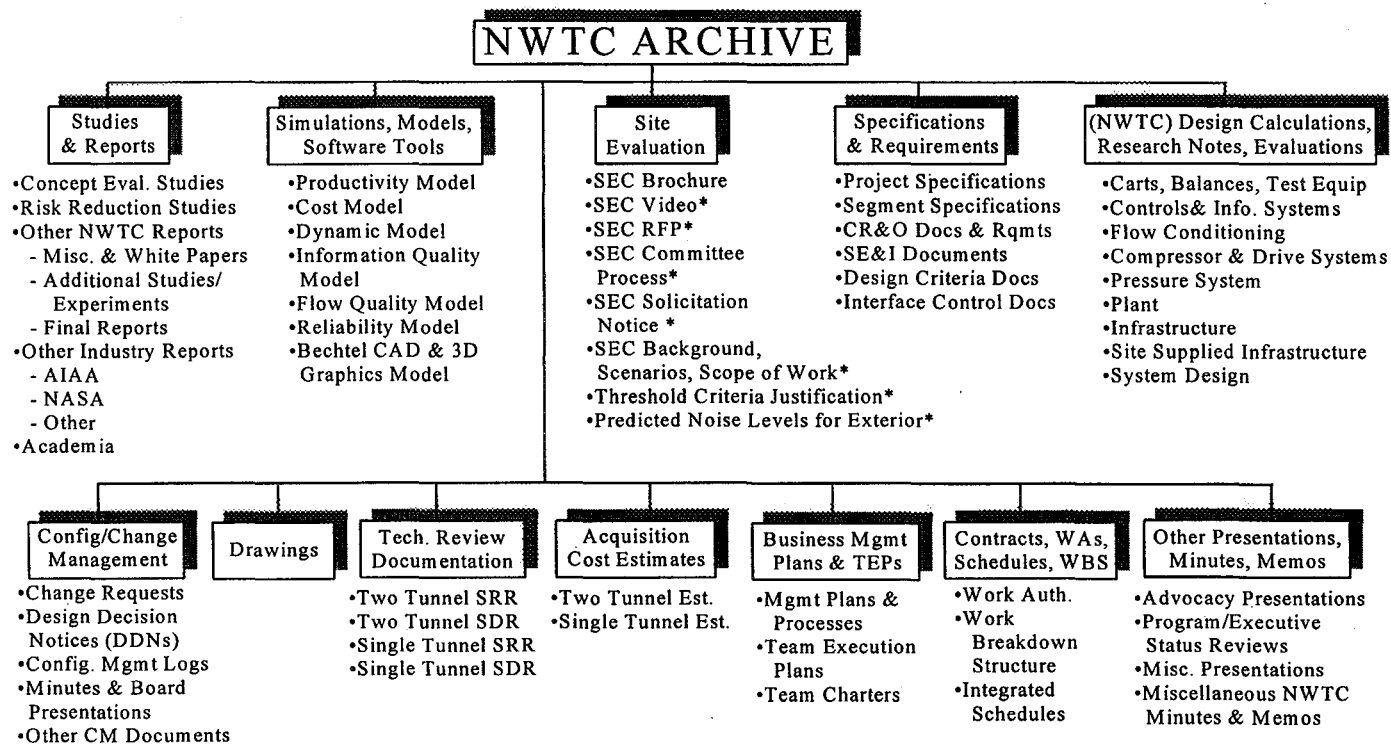 NWTC ARCHIVE
Studies
& Reports
•Concept Eval. Studies
•Risk Reduction Studies
•Other NWTC Reports
- Misc. & White Papers
- Additional Studies/
Experiments
- Final Reports
•Other Industry Reports
- AIAA
- NASA
- Other
•Academia
Simulations, Models,
Software Tools
•Productivity Model
•Cost Model
•Dynamic Model
•Information Quality
Model
•Flow Quality Model
•Reliability Model
•Bechtel CAD & 3D
Graphics Model
Site
Evaluation
•SEC Brochure
•SEC Video*
•SEC RFP*
•SEC Committee
Process*
•SEC Solicitation
Notice *
•SEC Background,
Scenarios, Scope of Work*
•Threshold Criteria Justification*
•Predicted Noise Levels for Exterior*
Specifications
& Requirements
•Project Specifications
•Segment Specifications
•CR&O Docs & Rqmts
•SE&I Documents
•Design Criteria Docs
•Interface Control Docs
(NWTC) Design Calculations,
Research Notes, Evaluations
•Carts, Balances, Test Equip
•Controls& Info. Systems
•Flow Conditioning
•Compressor & Drive Systems
•Pressure System
•Plant
•Infrastructure
•Site Supplied Infrastructure
•System Design
Config/Change
Management
•Change Requests
•Design Decision
Notices (DDNs)
•Config. Mgmt Logs
•Minutes & Board
Presentations
•Other CM Documents
Drawings
Tech. Review
Documentation
•Two Tunnel SRR
•Two Tunnel SDR
•Single Tunnel SRR
•Single Tunnel SDR
Acquisition
Cost Estimates
•Two Tunnel Est.
•Single Tunnel Est.
Business Mgmt
Plans & TEPs
•Mgmt Plans &
Processes
•Team Execution
Plans
•Team Charters
Contracts, WAs,
Schedules, WBS
•Work Auth.
•Work
Breakdown
Structure
•Integrated
Schedules
Other Presentations,
Minutes, Memos
•Advocacy Presentations
•Program/Executive
Status Reviews
•Misc. Presentations
•Miscellaneous NWTC
Minutes & Memos